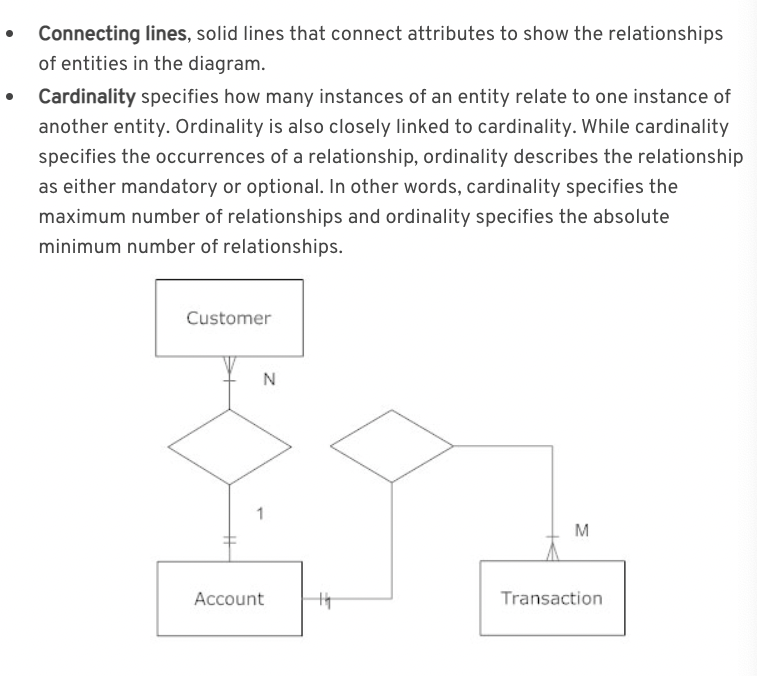 • Connecting lines, solid lines that connect attributes to show the relationships
of entities in the diagram.
• Cardinality specifies how many instances of an entity relate to one instance of
another entity. Ordinality is also closely linked to cardinality. While cardinality
specifies the occurrences of a relationship, ordinality describes the relationship
as either mandatory or optional. In other words, cardinality specifies the
maximum number of relationships and ordinality specifies the absolute
minimum number of relationships.
Customer
N
1
M
Account
1
Transaction